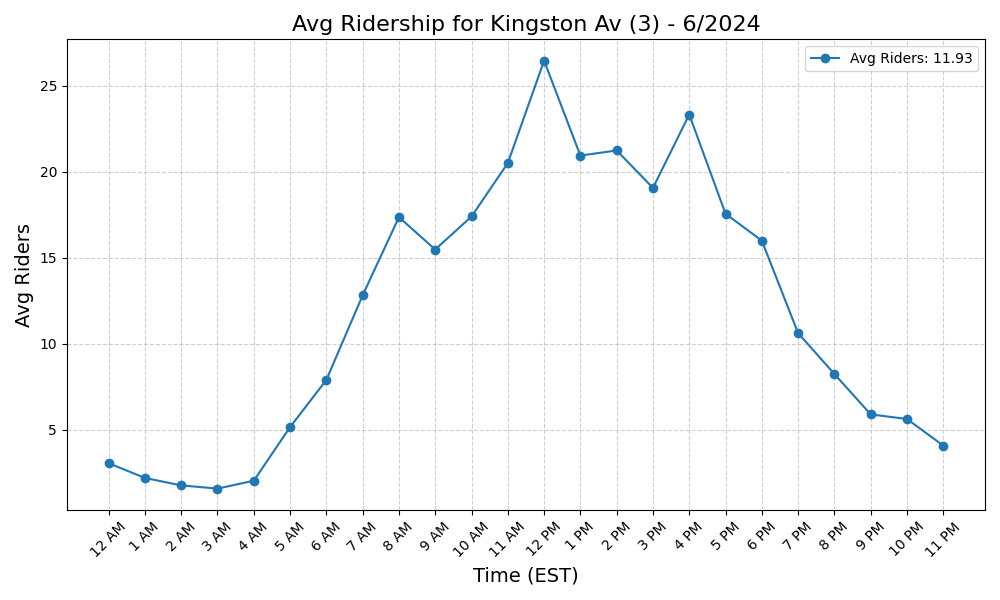 Avg Ridership for Kingston Av (3) - 6/2024
Avg Riders: 11.93
Avg Riders
25
20
15
10
5
12 AM
1 AM
2 AM
3 AM
4 AM
5 AM
6 AM
7 AM
8 AM
9 AM
10 AM
11 AM
12 PM
1 PM
2 PM
3 PM
4 PM
5 PM
6 PM
7 PM
8 PM
9 PM
10 PM
11 PM
Time (EST)